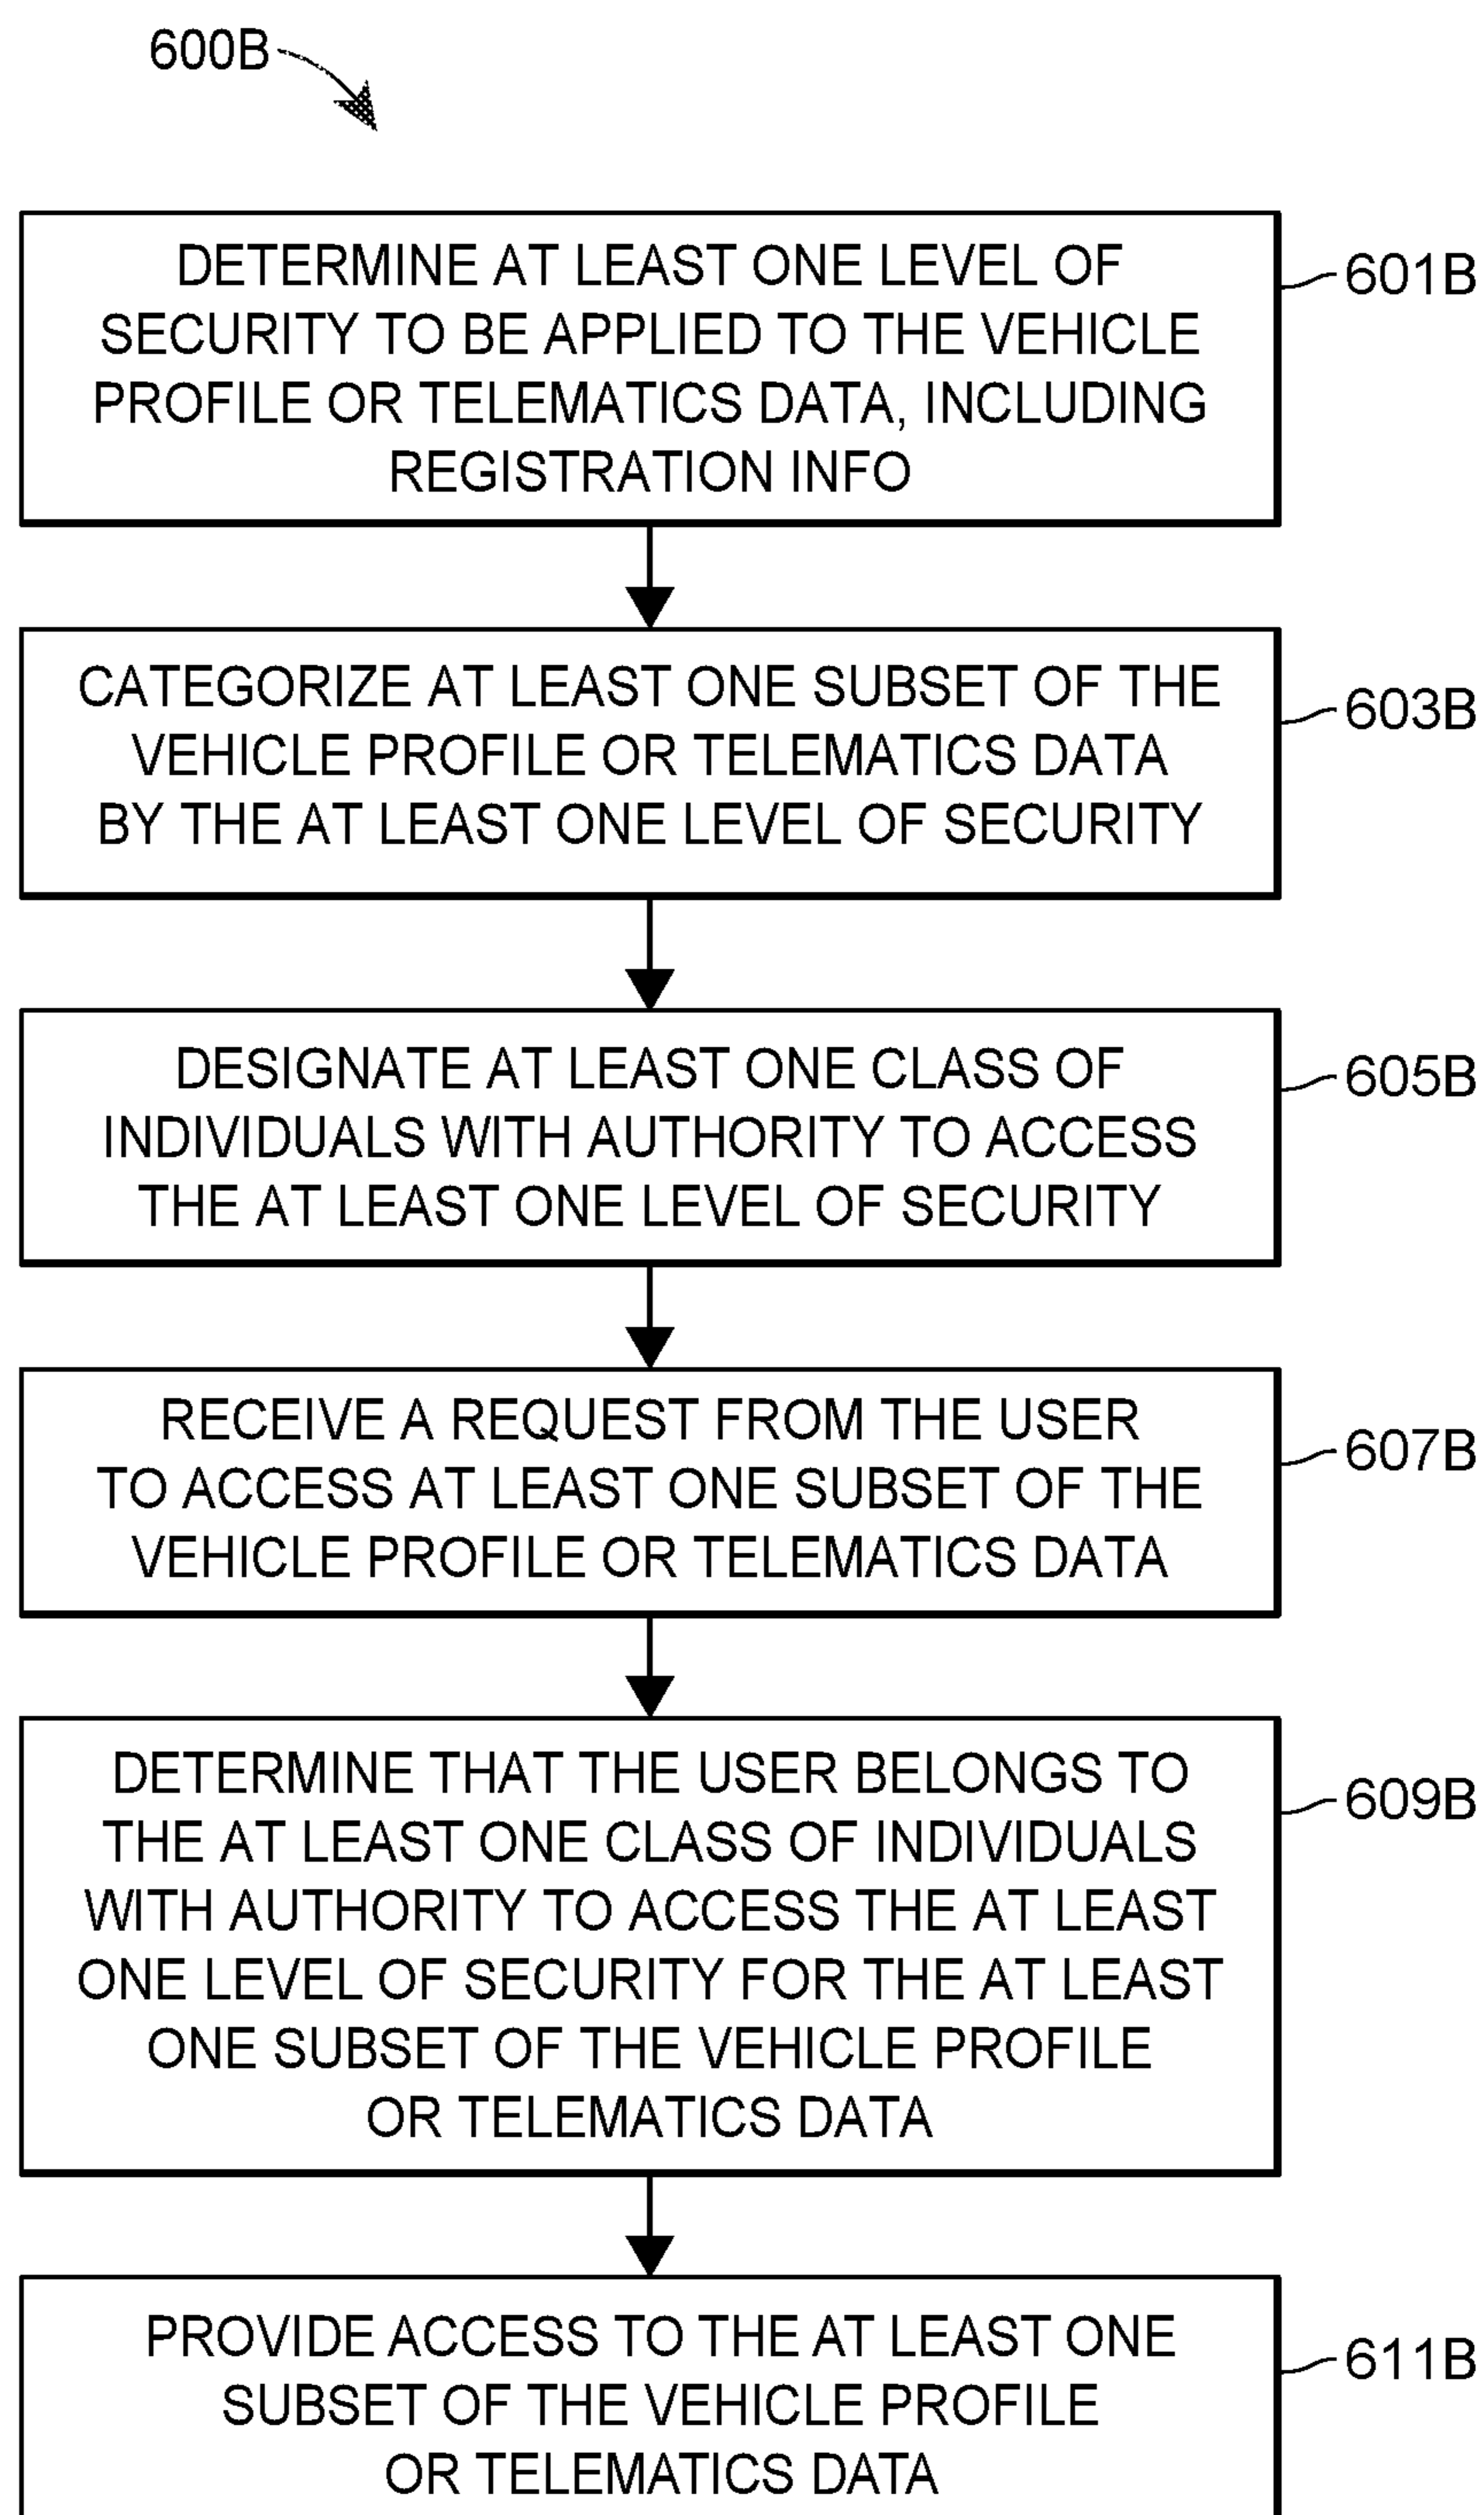 600B
DETERMINE AT LEAST ONE LEVEL OF
SECURITY TO BE APPLIED TO THE VEHICLE
PROFILE OR TELEMATICS DATA, INCLUDING
REGISTRATION INFO
601B
CATEGORIZE AT LEAST ONE SUBSET OF THE
VEHICLE PROFILE OR TELEMATICS DATA
BY THE AT LEAST ONE LEVEL OF SECURITY
603B
DESIGNATE AT LEAST ONE CLASS OF
INDIVIDUALS WITH AUTHORITY TO ACCESS
THE AT LEAST ONE LEVEL OF SECURITY
605B
RECEIVE A REQUEST FROM THE USER
TO ACCESS AT LEAST ONE SUBSET OF THE
VEHICLE PROFILE OR TELEMATICS DATA
607B
DETERMINE THAT THE USER BELONGS TO
THE AT LEAST ONE CLASS OF INDIVIDUALS
WITH AUTHORITY TO ACCESS THE AT LEAST
ONE LEVEL OF SECURITY FOR THE AT LEAST
ONE SUBSET OF THE VEHICLE PROFILE
OR TELEMATICS DATA
609B
PROVIDE ACCESS TO THE AT LEAST ONE
SUBSET OF THE VEHICLE PROFILE
OR TELEMATICS DATA
611B